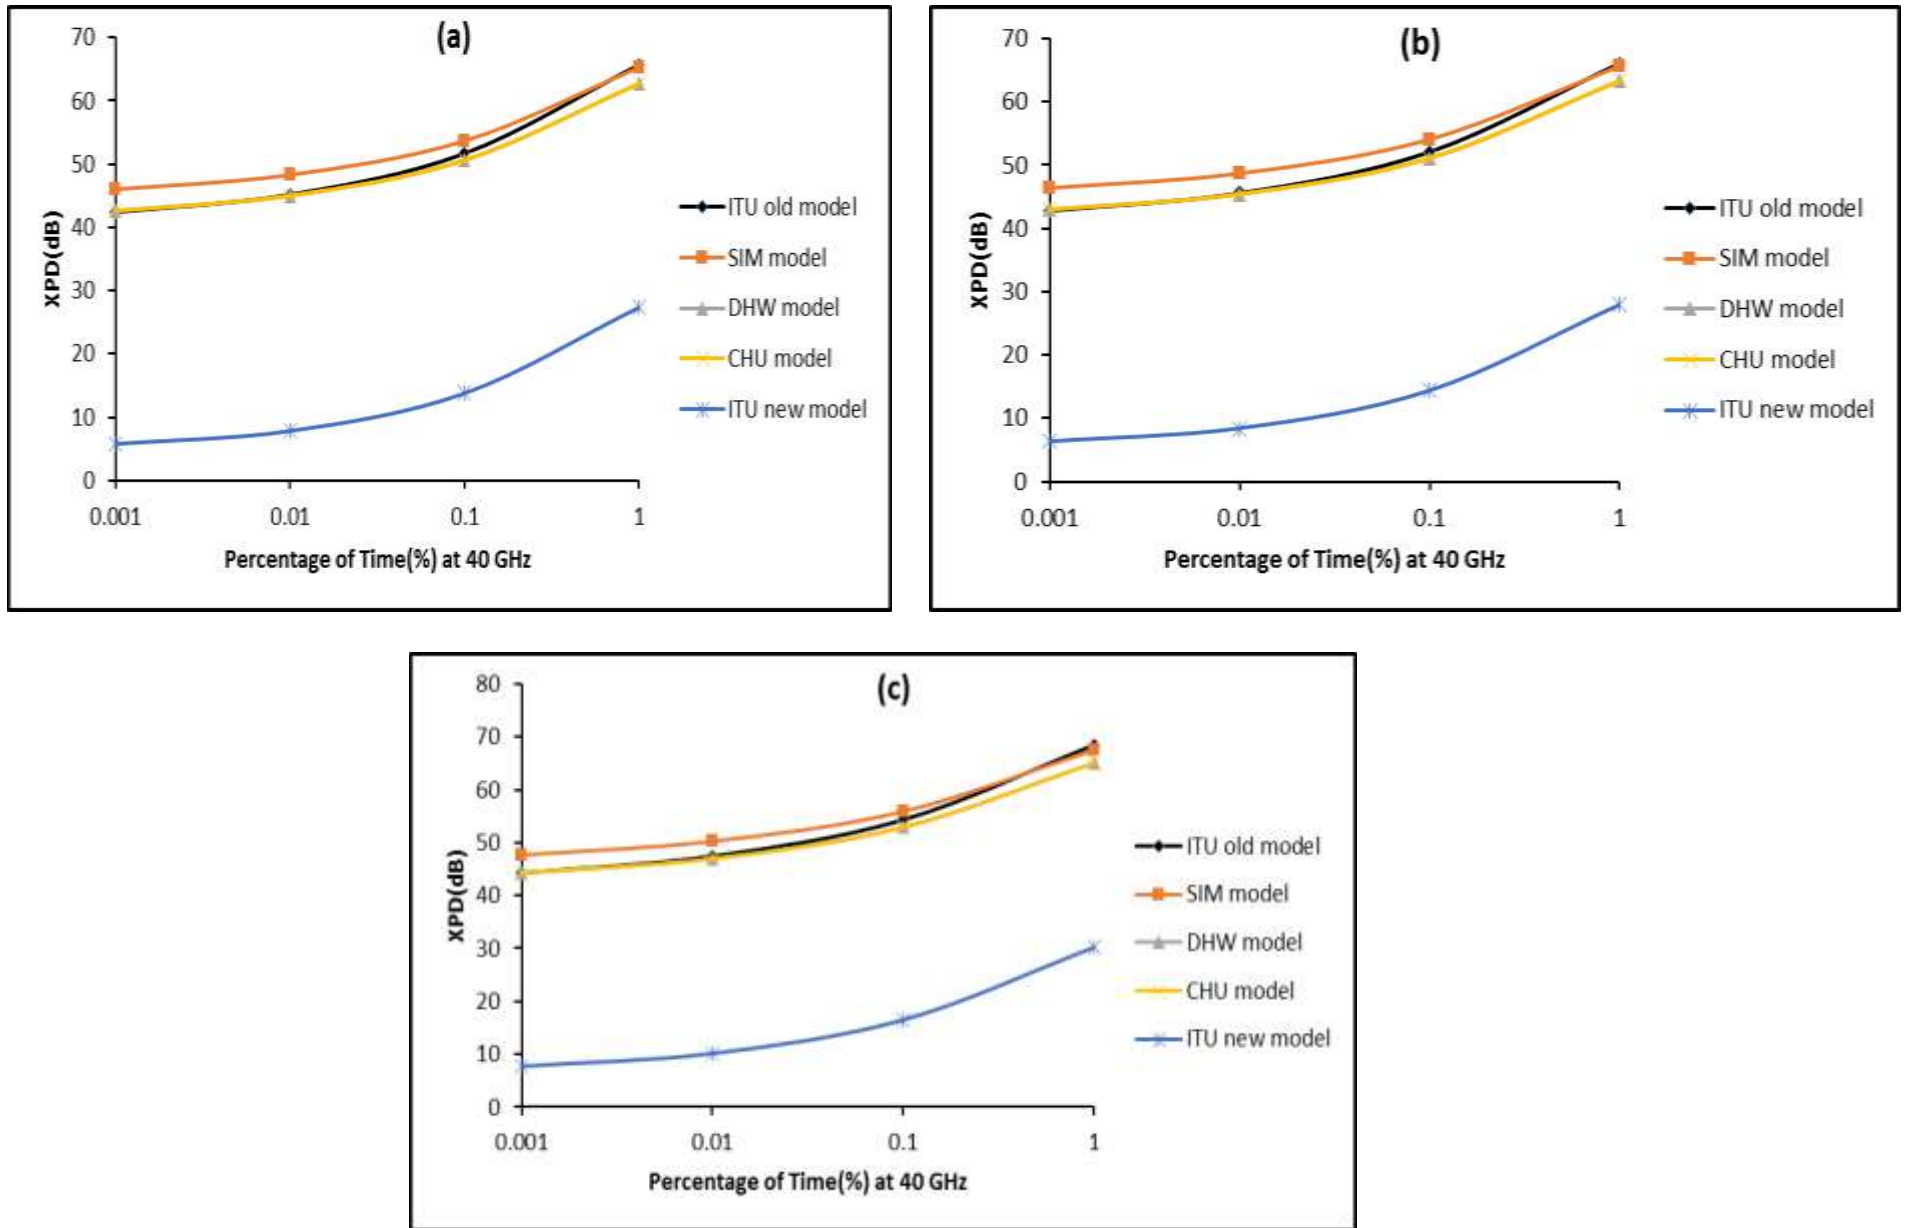 (a)
70
60
50
40
30
20
10
0
XPD(dB)
0.001 0.01 0.1 1
Percentage of Time(%) at 40 GHz
ITU old model
SIM model
DHW model
CHU model
ITU new model
(b)
70
60
50
40
30
20
10
0
XPD(dB)
0.001 0.01 0.1 1
Percentage of Time(%) at 40 GHz
ITU old model
SIM model
DHW model
CHU model
ITU new model
(c)
80
70
60
50
40
30
20
10
0
XPD(dB)
0.001 0.01 0.1 1
Percentage of Time(%) at 40 GHz
ITU old model
SIM model
DHW model
CHU model
ITU new model